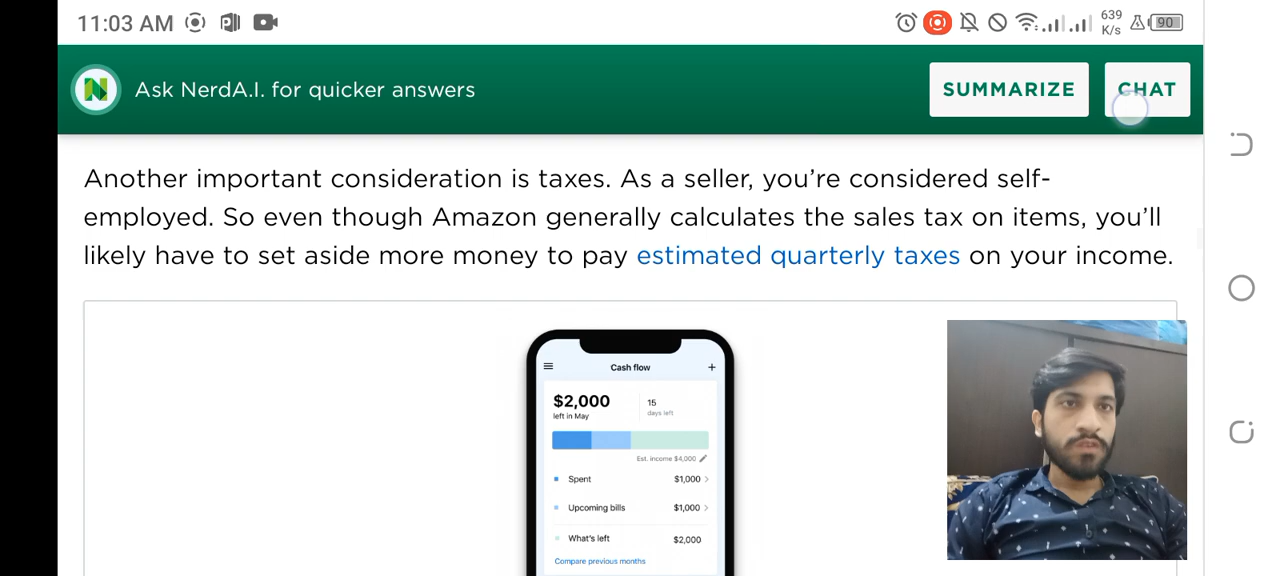 11:03 AM
639
K/s
90
Ask NerdA.I. for quicker answers
SUMMARIZE
CHAT
Another important consideration is taxes. As a seller, you’re considered self-
employed. So even though Amazon generally calculates the sales tax on items, you’ll
likely have to set aside more money to pay estimated quarterly taxes on your income.
Cash flow
$2,000
left in May
15
days left
Est. income $4,000
Spent
$1,000
Upcoming bills
$1,000
What's left
$2,000
Compare previous months